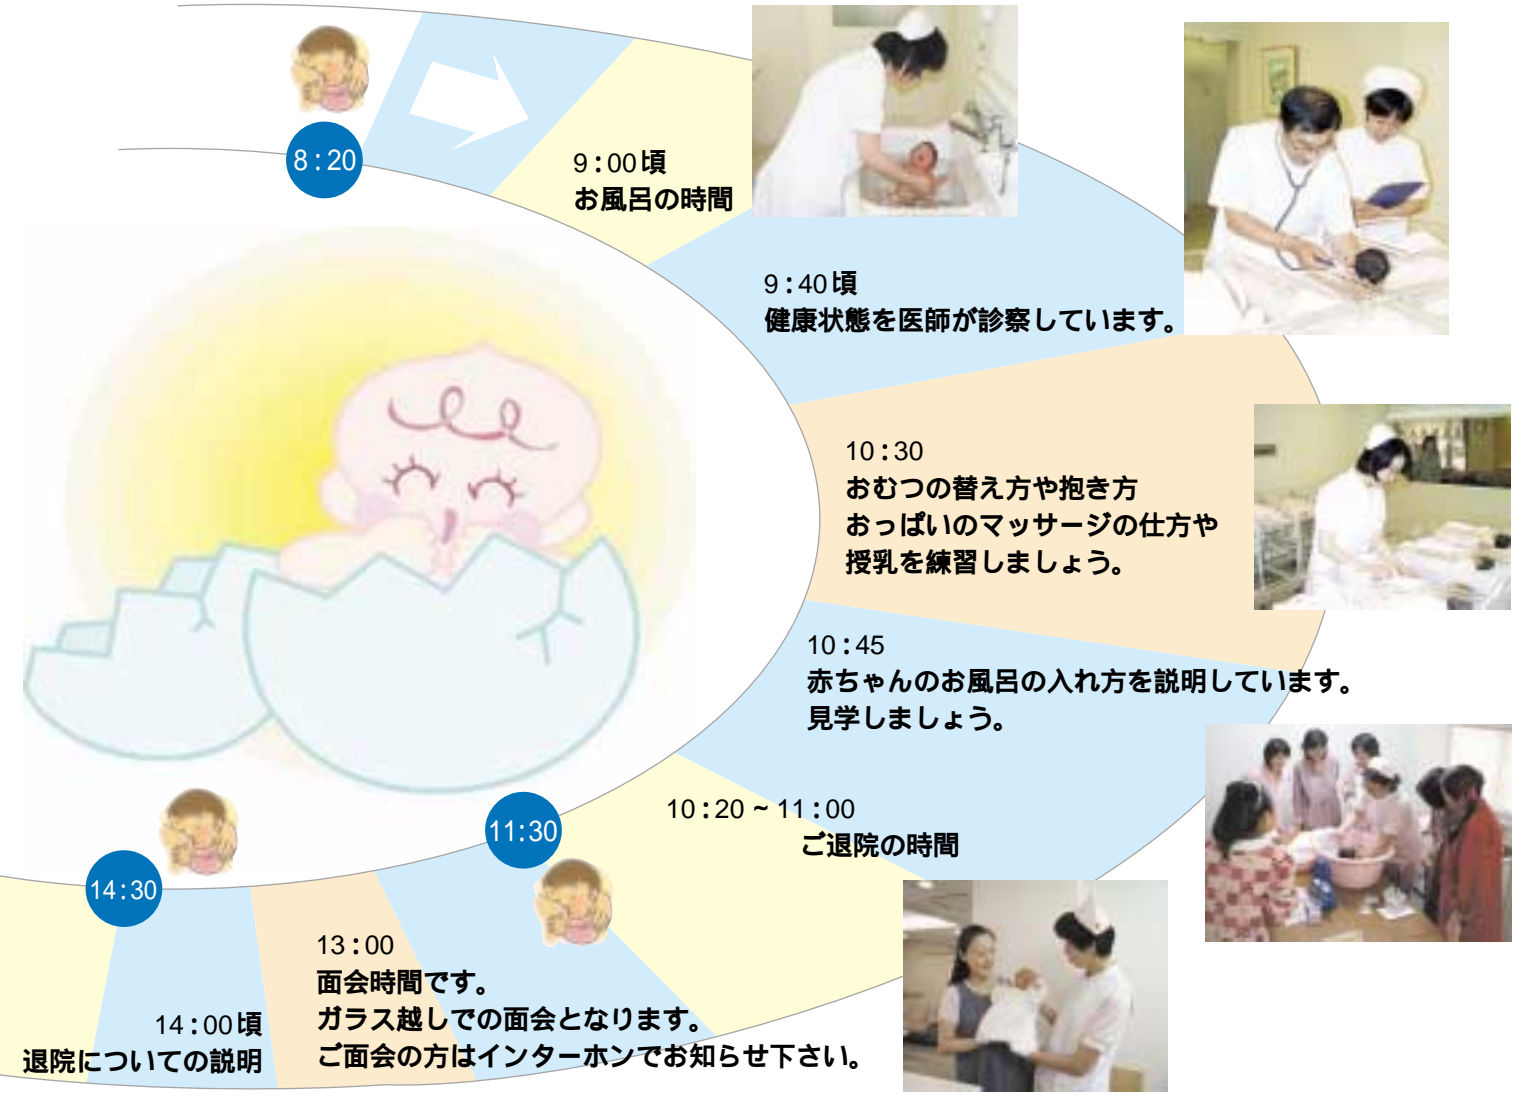 8：20
9：00頃
お風呂の時間
9：40頃
健康状態を医師が診察しています。
10：30
おむつの替え方や抱き方
おっぱいのマッサージの仕方や
授乳を練習しましょう。
10：45
赤ちゃんのお風呂の入れ方を説明しています。
見学しましょう。
10：20 ~ 11：00
ご退院の時間
11：30
13：00
面会時間です。
ガラス越しでの面会となります。
ご面会の方はインターホンでお知らせ下さい。
14：00頃
退院についての説明
14：30